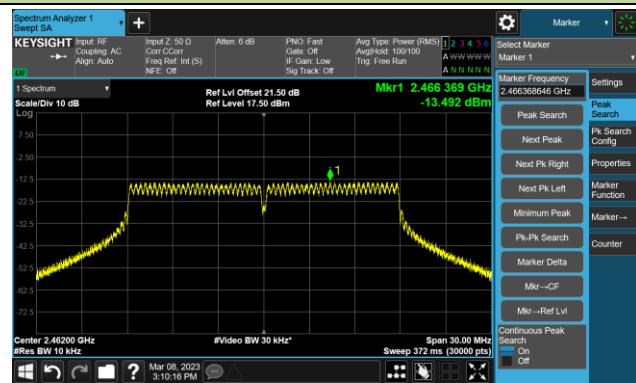 Spectrum Analyzer 1
Swept SA
Marker
KEYSIGHT
Input: RF
Coupling: AC
Align: Auto
Input Z: 50 Ω
Corr CCorr
Freq Ref: Int (S)
NFE: Off
Atten: 6 dB
PNO: Fast
Gate: Off
IF Gain: Low
Sig Track: Off
Avg Type: Power (RMS)
Avg|Hold: 100/100
Trig: Free Run
1 2 3 4 5 6
A W W W W W
A N N N N N
LXI
Select Marker
Marker 1
1 Spectrum
Scale/Div 10 dB
Log
Ref Lvl Offset 21.50 dB
Ref Level 17.50 dBm
Mkr1 2.466 369 GHz
-13.492 dBm
Marker Frequency
2.466368646 GHz
Settings
Peak Search
Next Peak
Next Pk Right
Next Pk Left
Minimum Peak
Pk-Pk Search
Marker Delta
Mkr→CF
Mkr→Ref Lvl
Continuous Peak
Search
On
Off
Peak
Search
Pk Search
Config
Properties
Marker
Function
Marker→
Counter
7.50
-2.50
-12.5
-22.5
-32.5
-42.5
-52.5
-62.5
-72.5
1
Center 2.46200 GHz
#Res BW 10 kHz
#Video BW 30 kHz*
Span 30.00 MHz
Sweep 372 ms (30000 pts)
?
Mar 08, 2023
3:10:16 PM